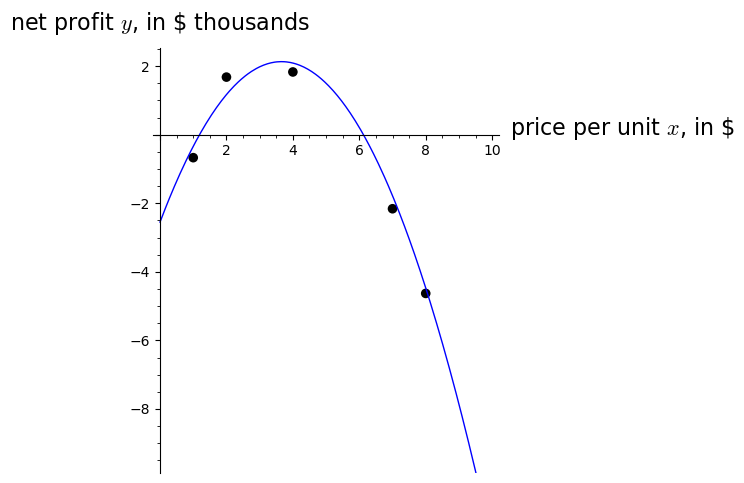 net profit y, in $ thousands
2
price per unit x, in $
2 4 6 8 10
−2
−4
−6
−8